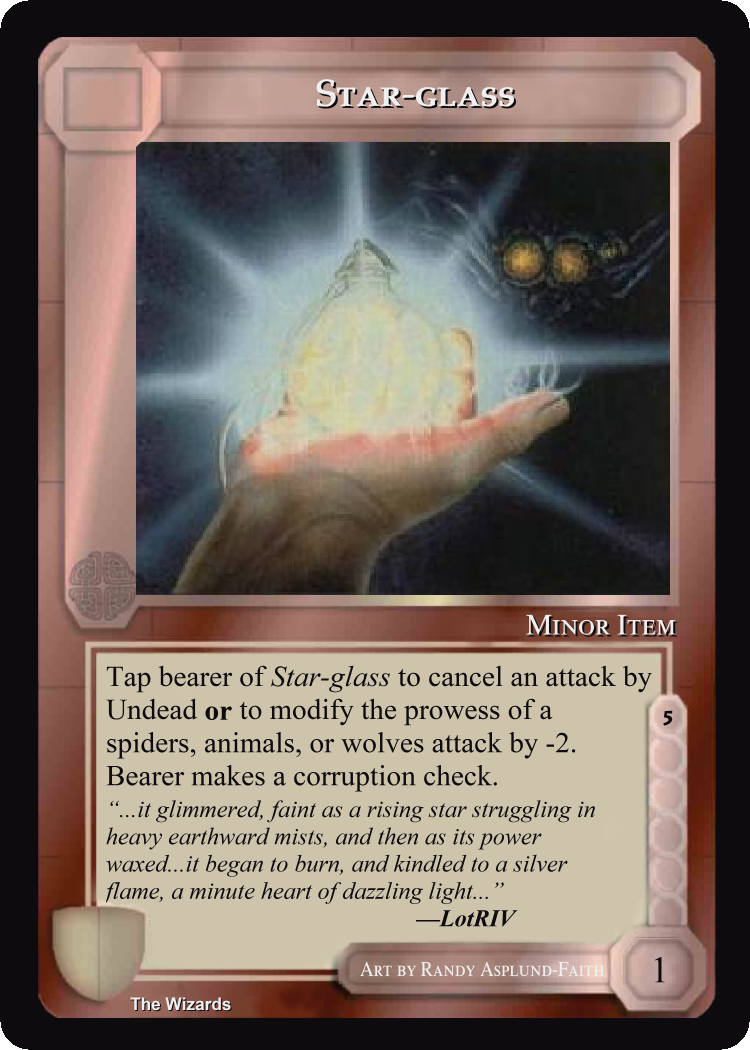 Star-glass
Minor Item
Tap bearer of Star-glass to cancel an attack by
Undead or to modify the prowess of a
spiders, animals, or wolves attack by -2.
Bearer makes a corruption check.
“...it glimmered, faint as a rising star struggling in
heavy earthward mists, and then as its power
waxed...it began to burn, and kindled to a silver
flame, a minute heart of dazzling light...”
—LotRIV
5
Art by Randy Asplund-Faith
1
The Wizards